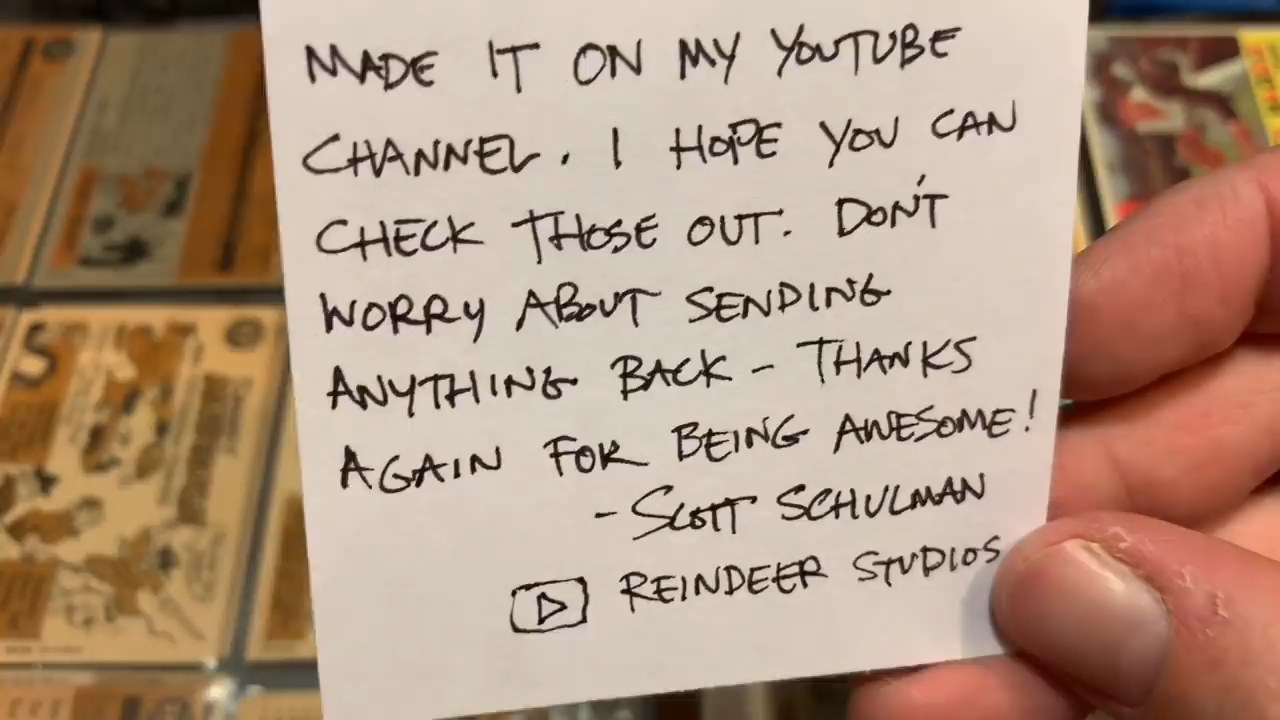 MADE IT ON MY YOUTUBE
CHANNEL. I HOPE YOU CAN
CHECK THOSE OUT. DON'T
WORRY ABOUT SENDING
ANYTHING BACK - THANKS
AGAIN FOR BEING AWESOME!
- SCOTT SCHULMAN
REINDEER STUDIOS